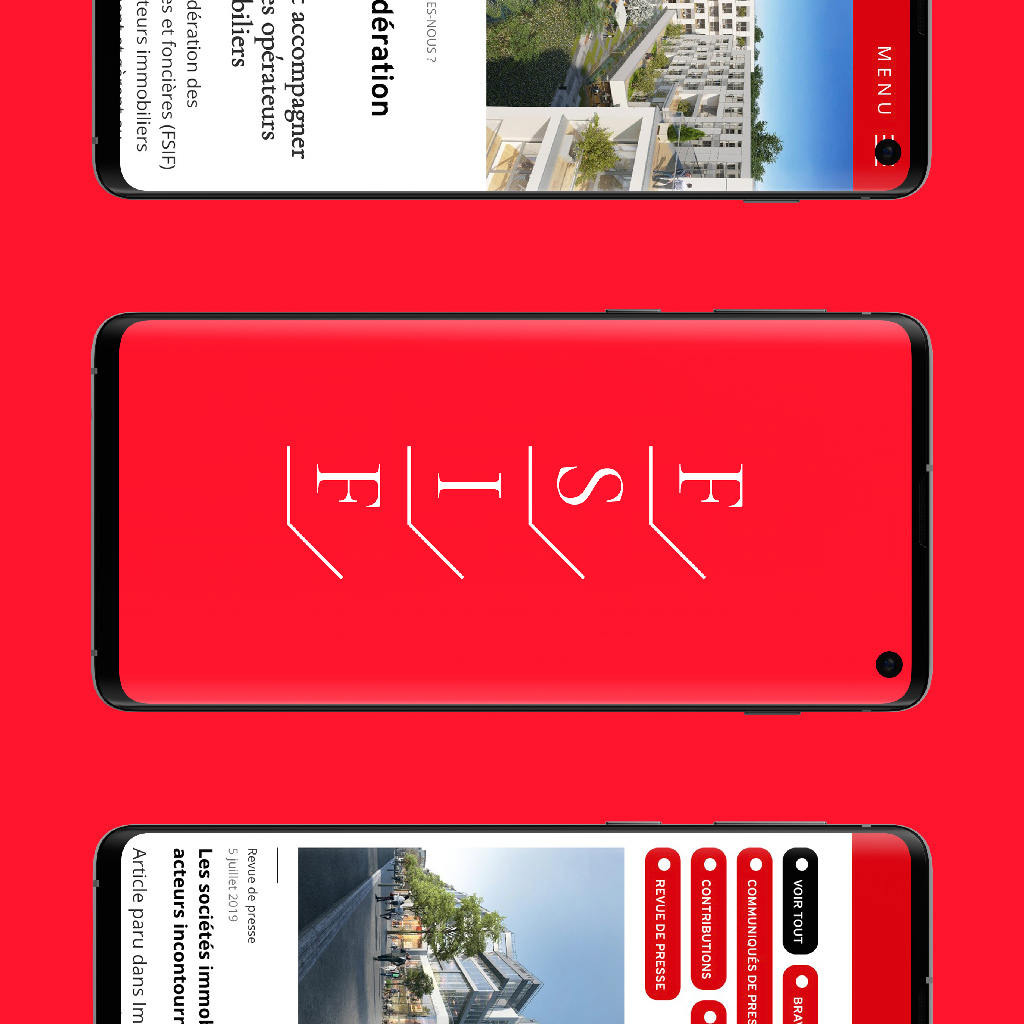 MENU
ES-NOUS ?
dération
accompagner
es opérateurs
biliers
dération des
es et foncières (FSIF)
teurs immobiliers
F
S
I
F
VOIR TOUT
BRA
COMMUNIQUÉS DE PRES
CONTRIBUTIONS
REVUE DE PRESSE
Revue de presse
5 juillet 2019
Les sociétés immob
acteurs incontourn
Article paru dans Im